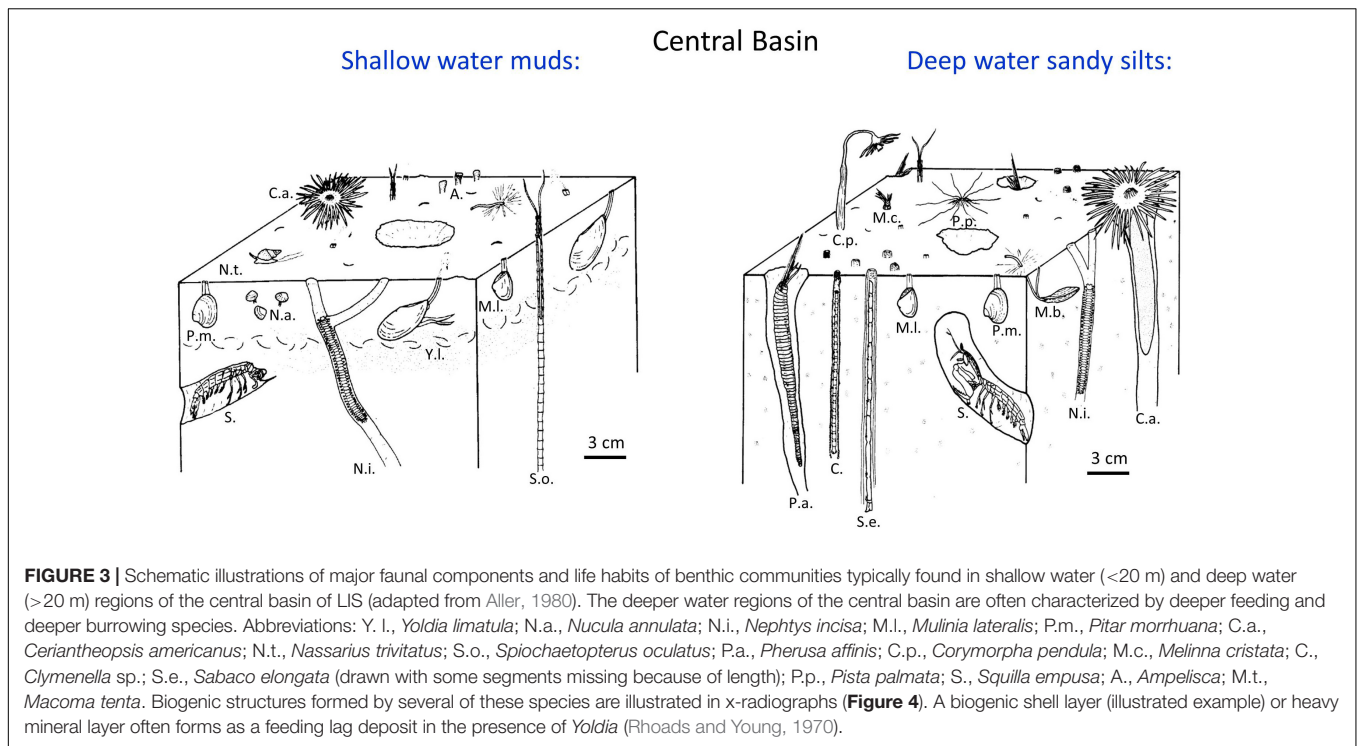 Central Basin
Shallow water muds:
Deep water sandy silts:
C.a.
A.
N.t.
N.a.
P.m.
Y.l.
M.l.
S.
N.i.
S.o.
3 cm
C.p.
M.c.
P.p.
M.l.
P.m.
M.b.
S.
N.i.
C.a.
C.
P.a.
S.e.
3 cm
FIGURE 3 | Schematic illustrations of major faunal components and life habits of benthic communities typically found in shallow water (<20 m) and deep water
(>20 m) regions of the central basin of LIS (adapted from Aller, 1980). The deeper water regions of the central basin are often characterized by deeper feeding and
deeper burrowing species. Abbreviations: Y. l., Yoldia limatula; N.a., Nucula annulata; N.i., Nephtys incisa; M.l., Mulinia lateralis; P.m., Pitar morrhuana; C.a.,
Ceriantheopsis americanus; N.t., Nassarius trivitatus; S.o., Spiochaetopterus oculatus; P.a., Pherusa affinis; C.p., Corymorpha pendula; M.c., Melinna cristata; C.,
Clymenella sp.; S.e., Sabaco elongata (drawn with some segments missing because of length); P.p., Pista palmata; S., Squilla empusa; A., Ampelisca; M.t.,
Macoma tenta. Biogenic structures formed by several of these species are illustrated in x-radiographs (Figure 4). A biogenic shell layer (illustrated example) or heavy
mineral layer often forms as a feeding lag deposit in the presence of Yoldia (Rhoads and Young, 1970).